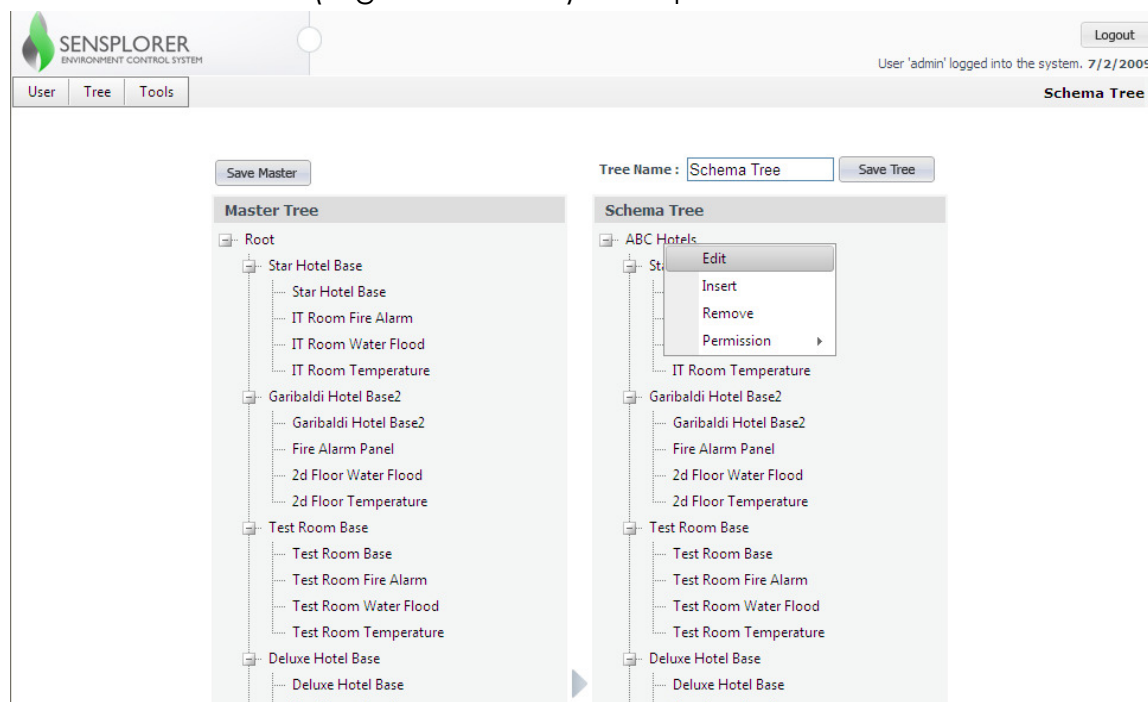 SENSPLORER
ENVIRONMENT CONTROL SYSTEM
Logout
User 'admin' logged into the system. 7/2/2009
User Tree Tools
Schema Tree
Save Master
Tree Name : Schema Tree Save Tree
Master Tree
Root
Star Hotel Base
Star Hotel Base
IT Room Fire Alarm
IT Room Water Flood
IT Room Temperature
Garibaldi Hotel Base2
Garibaldi Hotel Base2
Fire Alarm Panel
2d Floor Water Flood
2d Floor Temperature
Test Room Base
Test Room Base
Test Room Fire Alarm
Test Room Water Flood
Test Room Temperature
Deluxe Hotel Base
Deluxe Hotel Base
Schema Tree
ABC Hotels
Edit
Insert
Remove
Permission
IT Room Temperature
Garibaldi Hotel Base2
Garibaldi Hotel Base2
Fire Alarm Panel
2d Floor Water Flood
2d Floor Temperature
Test Room Base
Test Room Base
Test Room Fire Alarm
Test Room Water Flood
Test Room Temperature
Deluxe Hotel Base
Deluxe Hotel Base